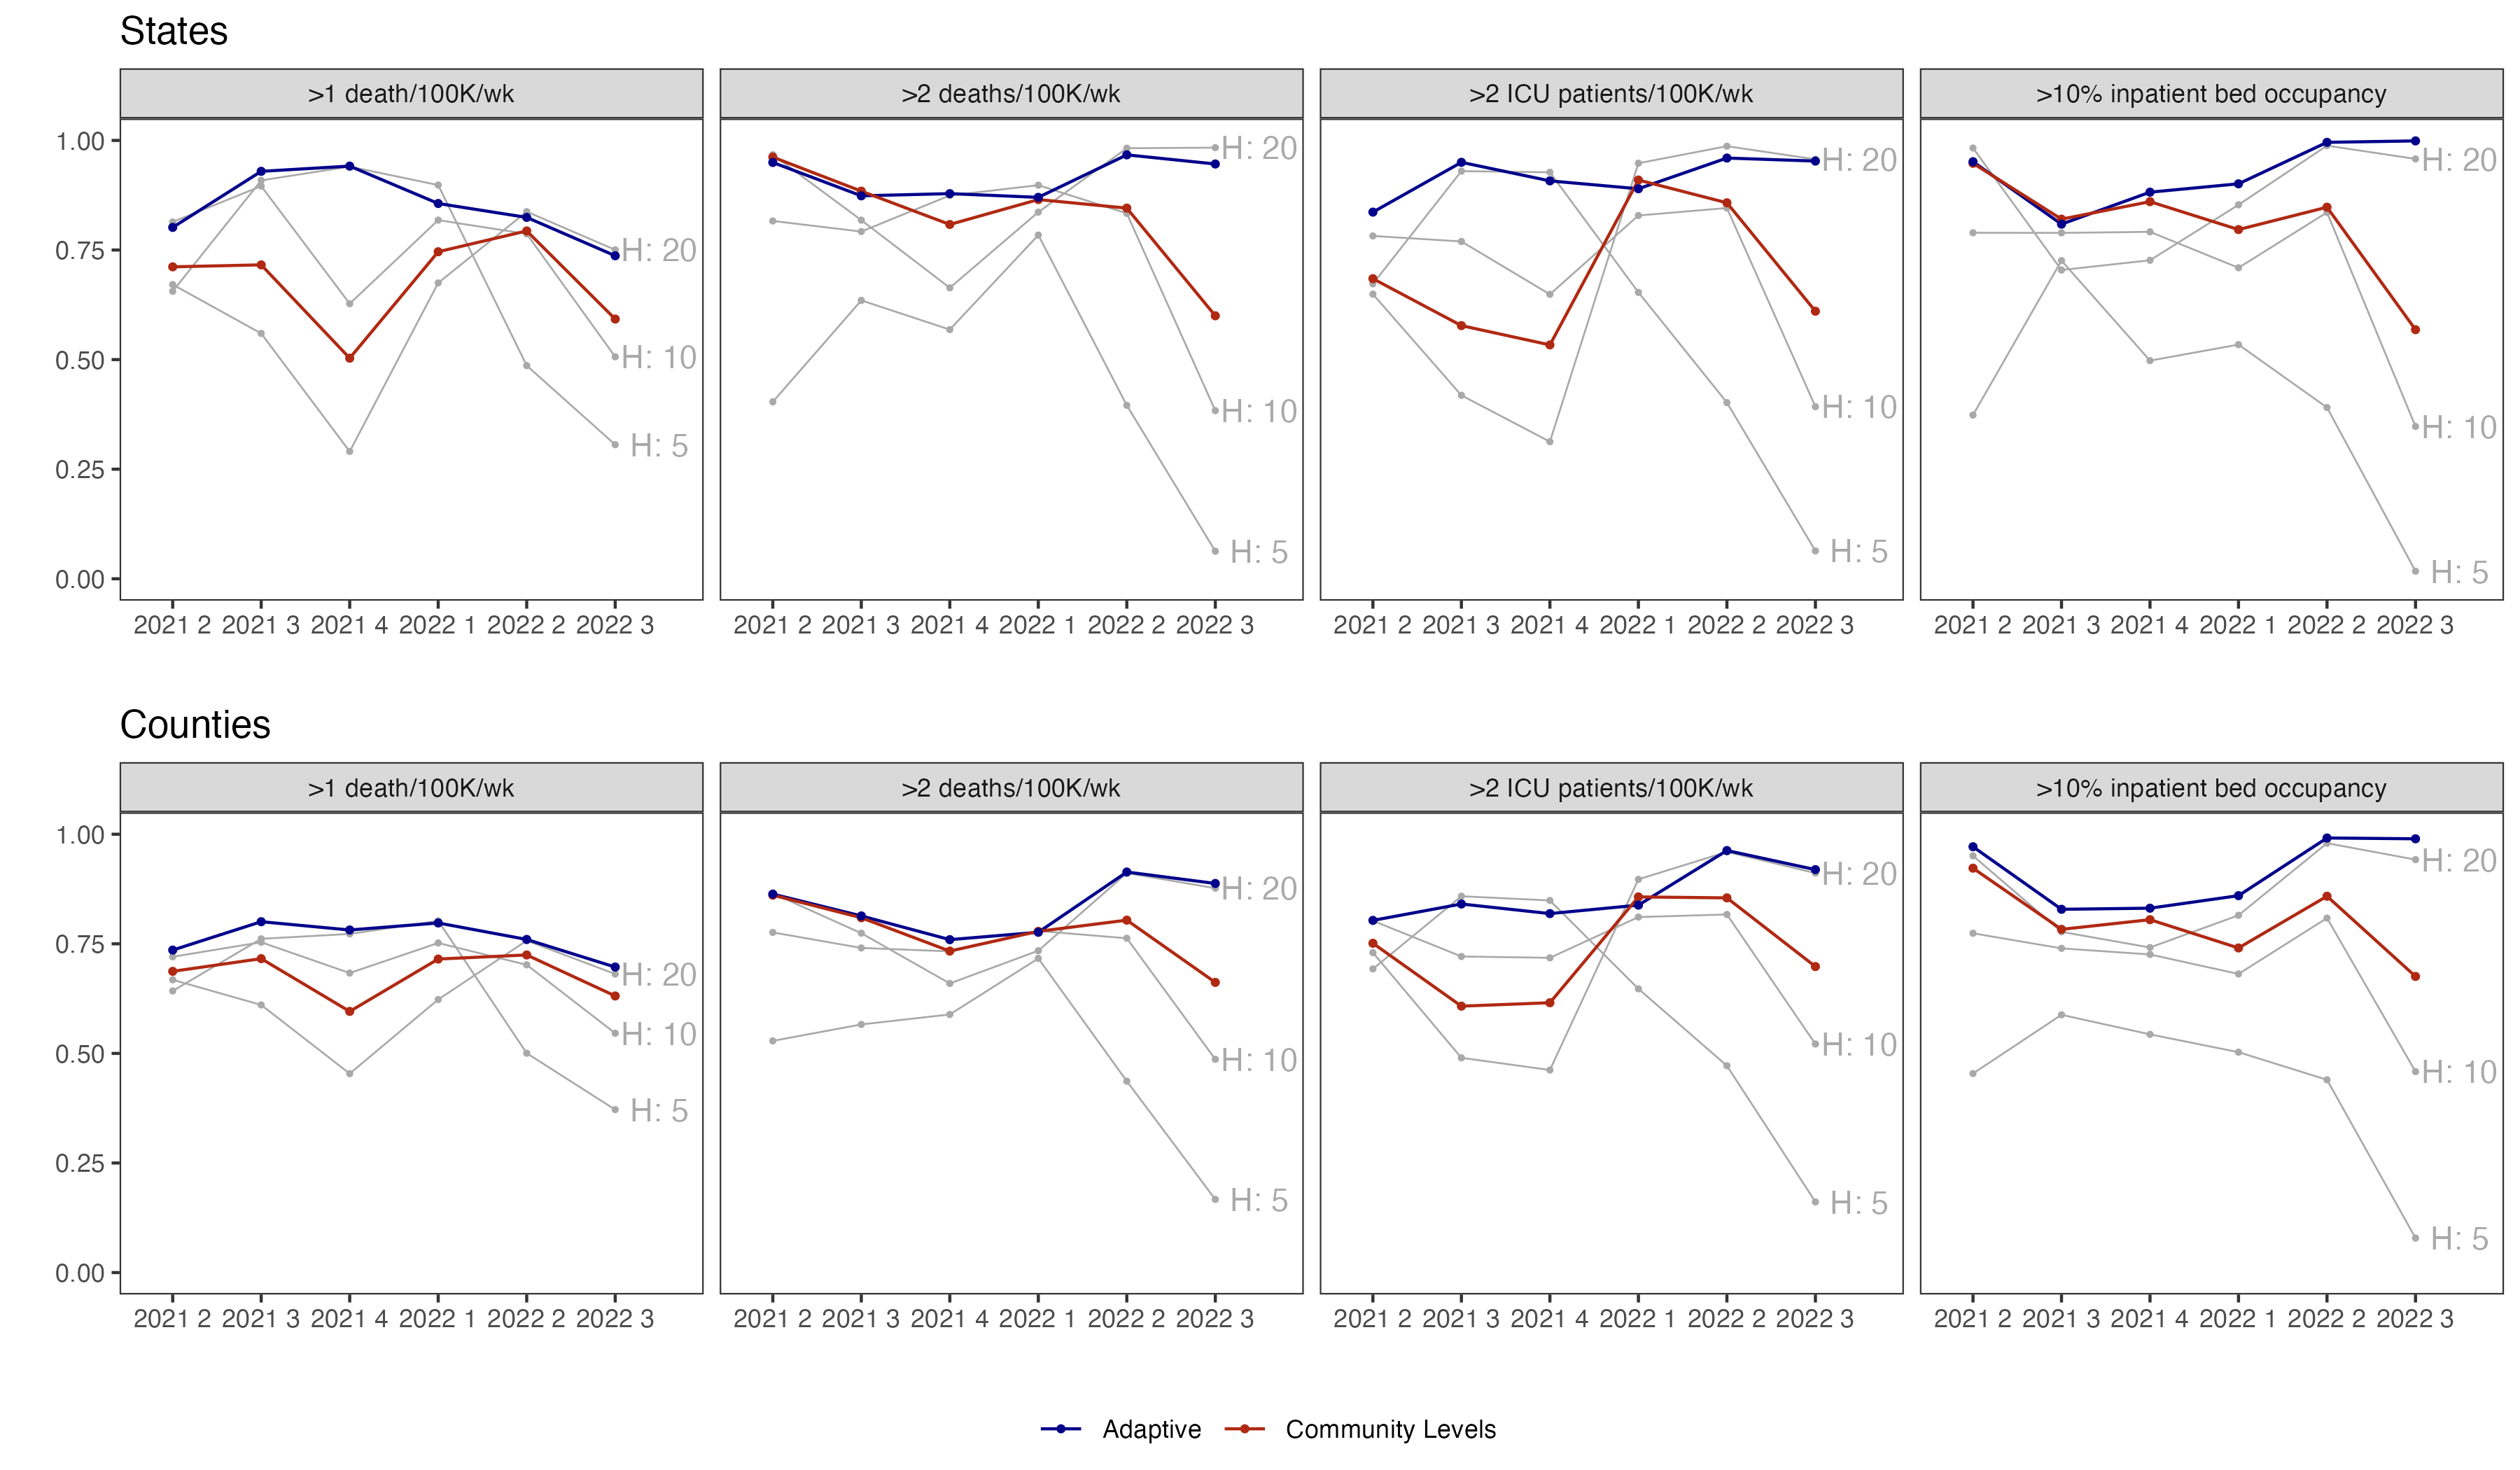 States
>1 death/100K/wk >2 deaths/100K/wk >2 ICU patients/100K/wk >10% inpatient bed occupancy
1.00
0.75
0.50
0.25
0.00
H: 20
H: 10
H: 5
H: 20
H: 10
H: 5
H: 20
H: 10
H: 5
H: 20
H: 10
H: 5
2021 2 2021 3 2021 4 2022 1 2022 2 2022 3 2021 2 2021 3 2021 4 2022 1 2022 2 2022 3 2021 2 2021 3 2021 4 2022 1 2022 2 2022 3 2021 2 2021 3 2021 4 2022 1 2022 2 2022 3
Counties
>1 death/100K/wk >2 deaths/100K/wk >2 ICU patients/100K/wk >10% inpatient bed occupancy
1.00
0.75
0.50
0.25
0.00
H: 20
H: 10
H: 5
H: 20
H: 10
H: 5
H: 20
H: 10
H: 5
H: 20
H: 10
H: 5
2021 2 2021 3 2021 4 2022 1 2022 2 2022 3 2021 2 2021 3 2021 4 2022 1 2022 2 2022 3 2021 2 2021 3 2021 4 2022 1 2022 2 2022 3 2021 2 2021 3 2021 4 2022 1 2022 2 2022 3
Adaptive Community Levels